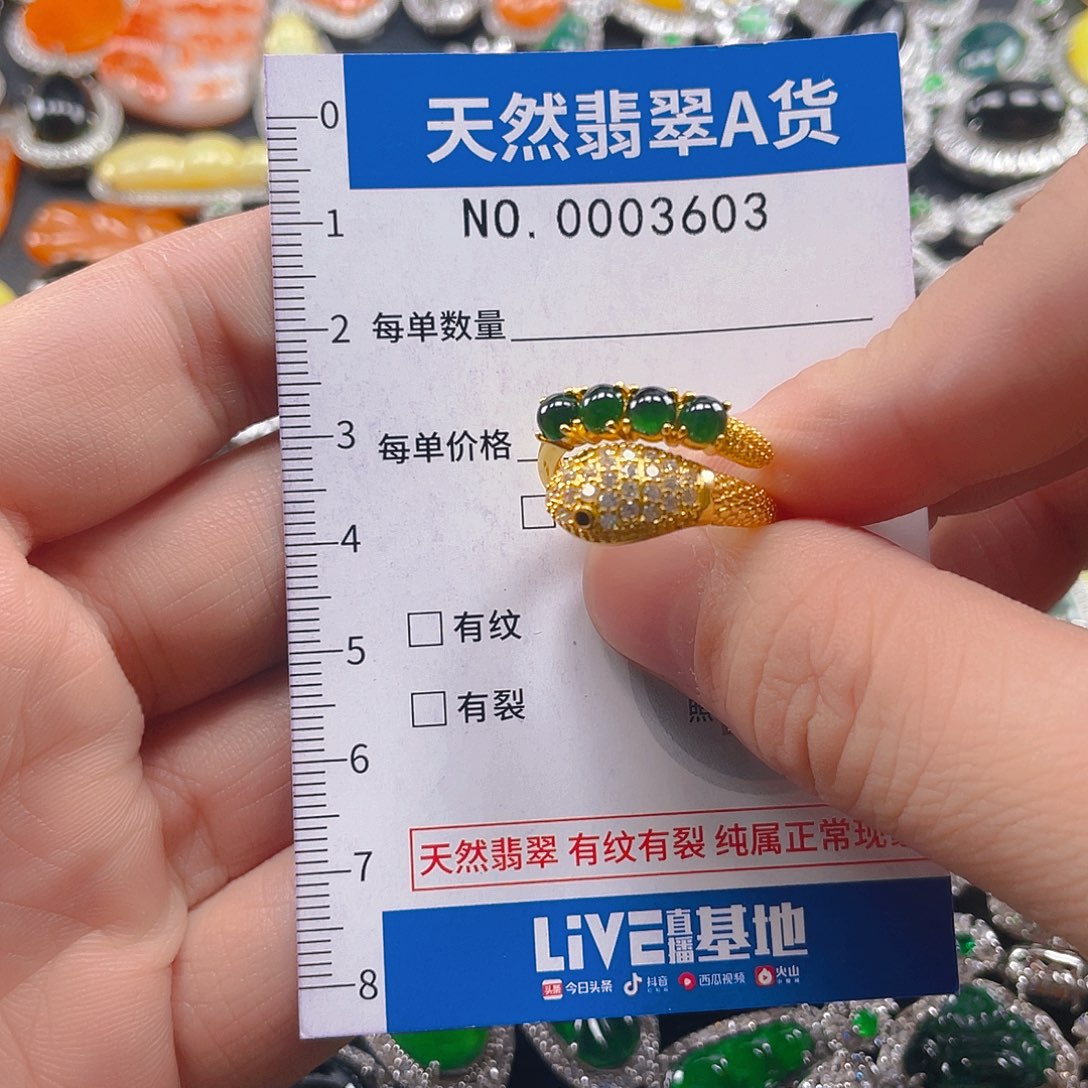 天然翡翠A货
NO. 0003603
0
1
2
3
4
5
6
7
8
每单数量
每单价格
有纹
有裂
照
天然翡翠 有纹有裂 纯属正常现
LiVE直播基地
头条 今日头条 抖音 西瓜视频 火山